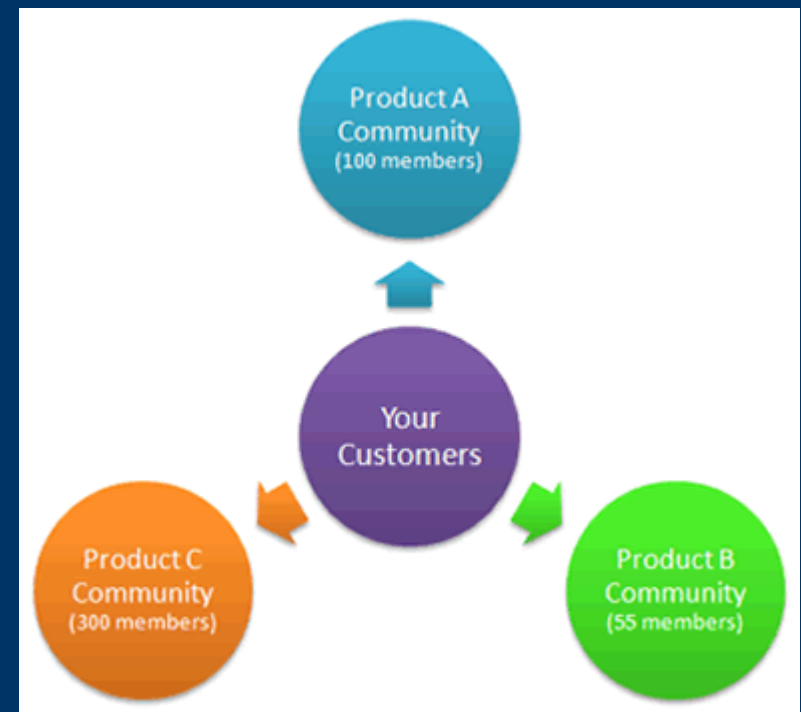 Product A
Community
(100 members)
Your
Customers
Product C
Community
(300 members)
Product B
Community
(55 members)